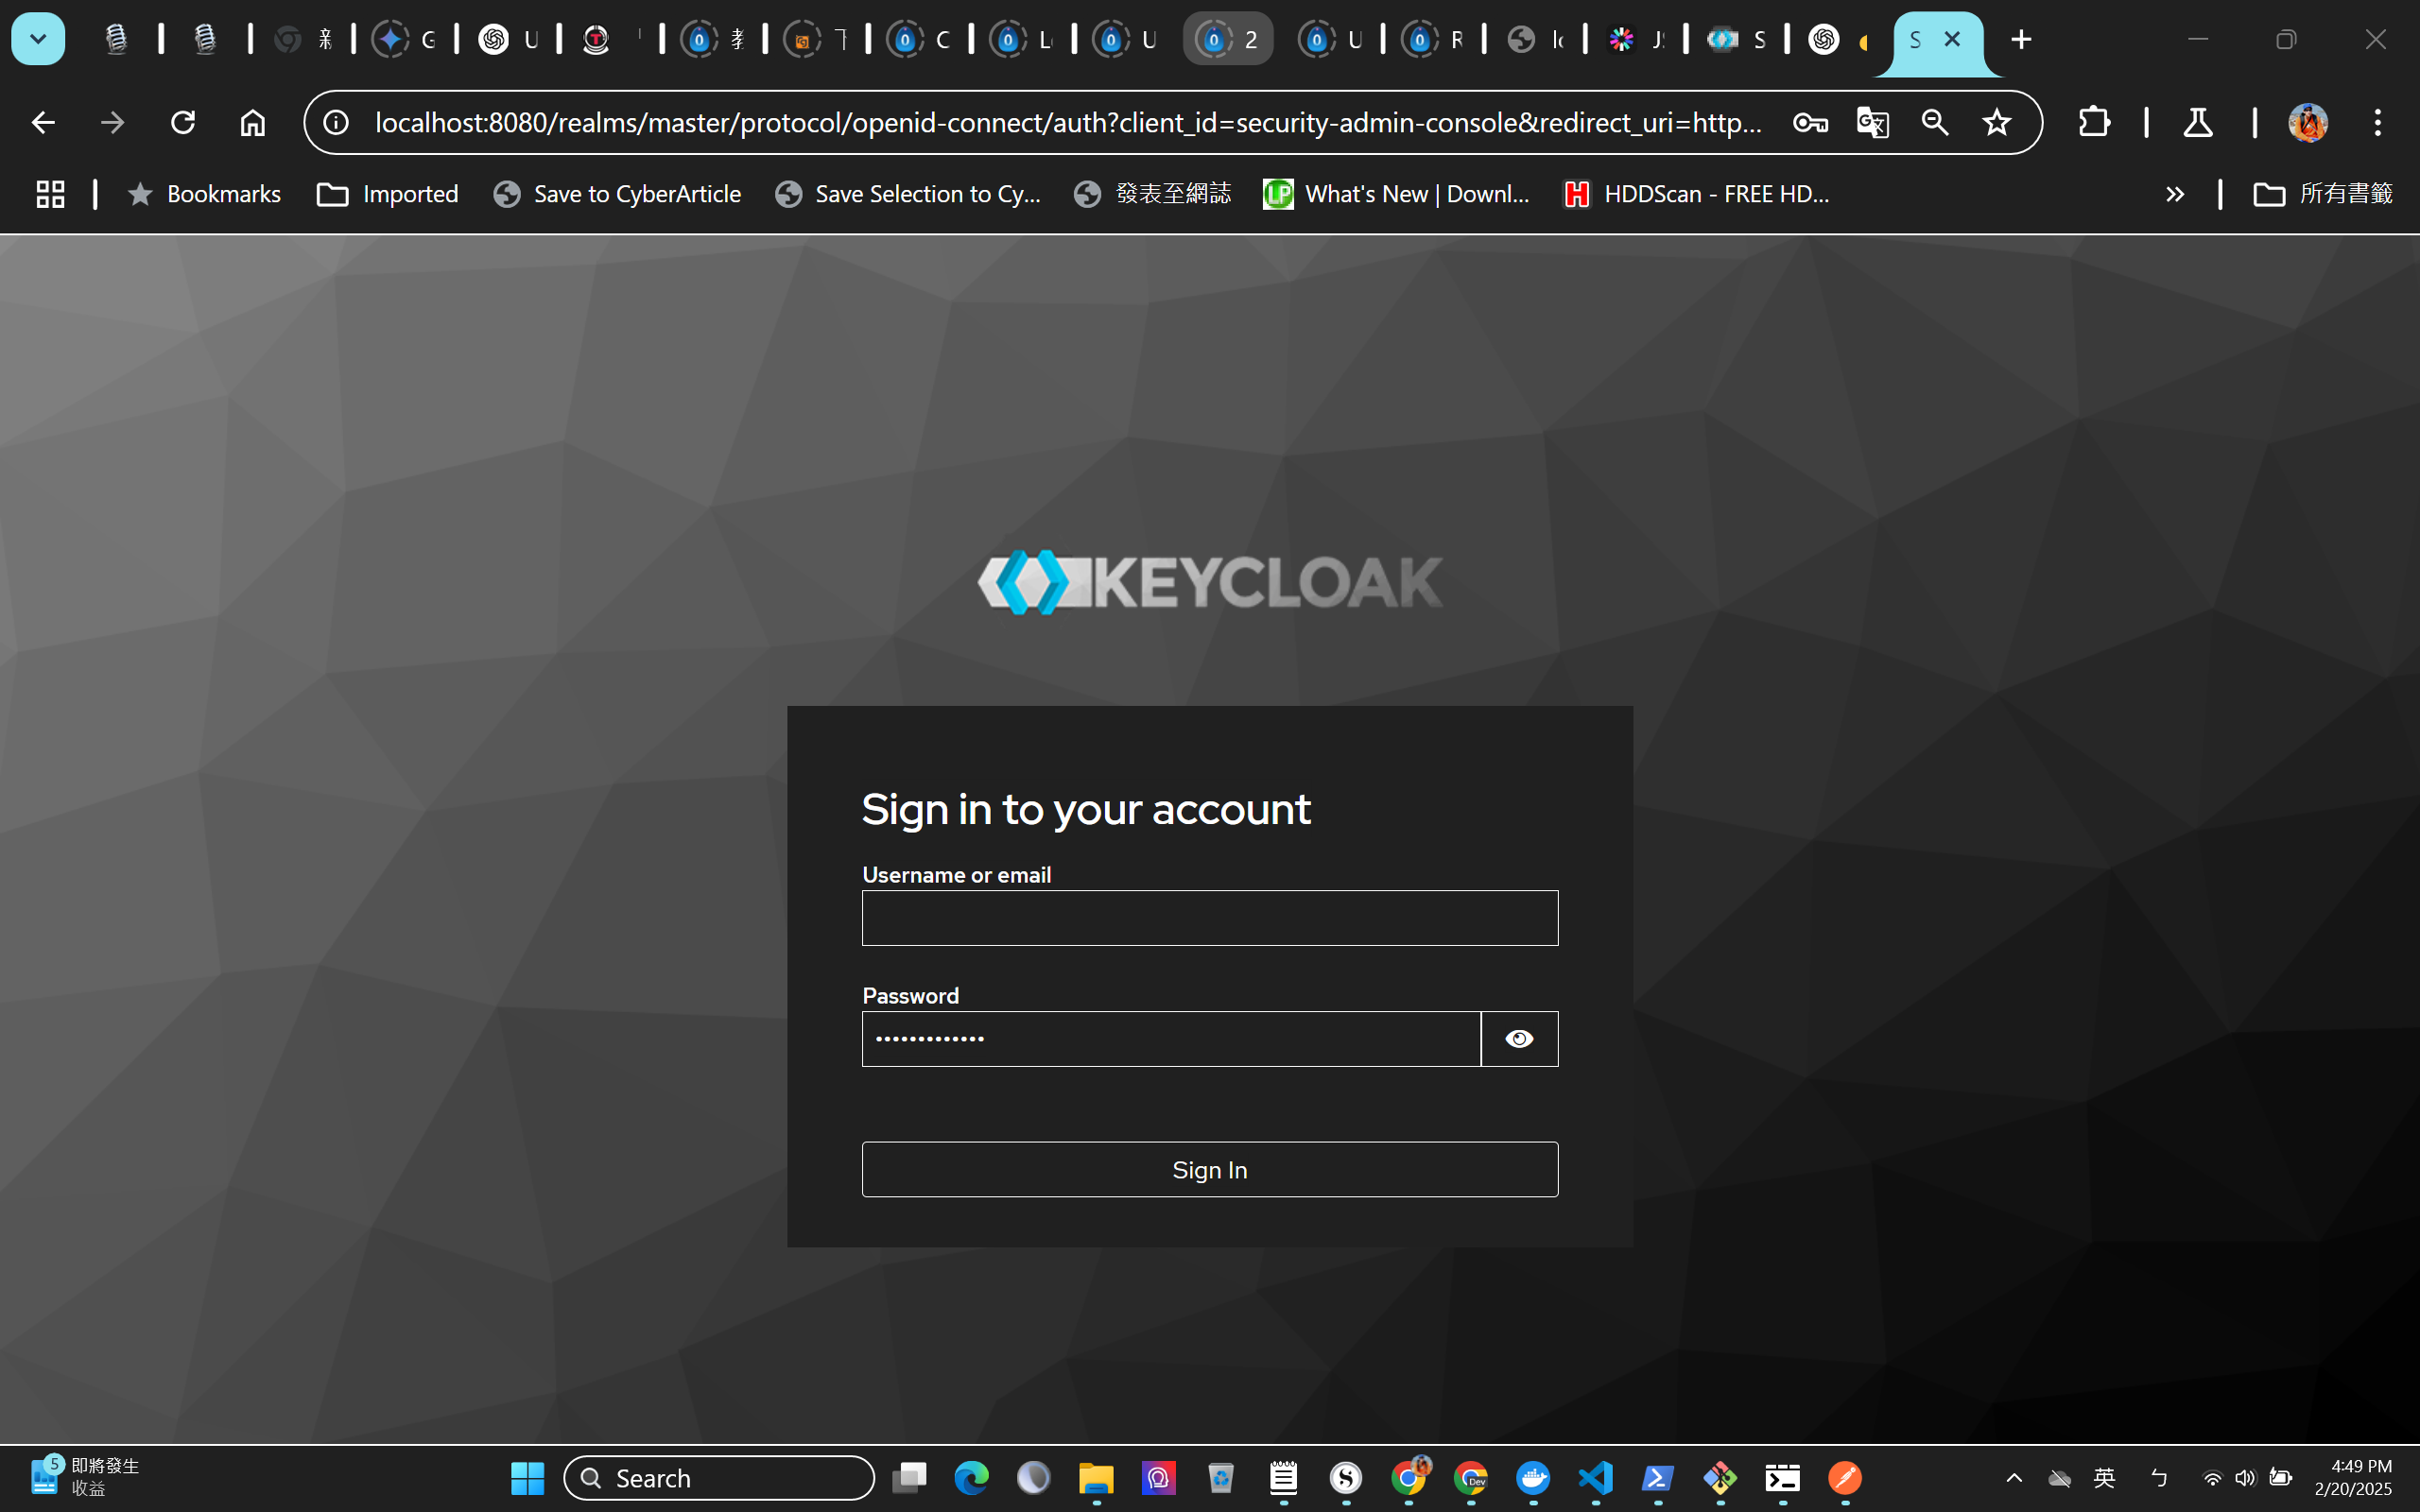 localhost:8080/realms/master/protocol/openid-connect/auth?client_id=security-admin-console&redirect_uri=http...
Bookmarks
Imported
Save to CyberArticle
Save Selection to Cy...
發表至網誌
What's New | Downl...
HDDScan - FREE HD...
所有書籤
KEYCLOAK
Sign in to your account
Username or email
Password
Sign In
5
即將發生
收益
Search
Dev
英
ㄅ
4:49 PM
2/20/2025